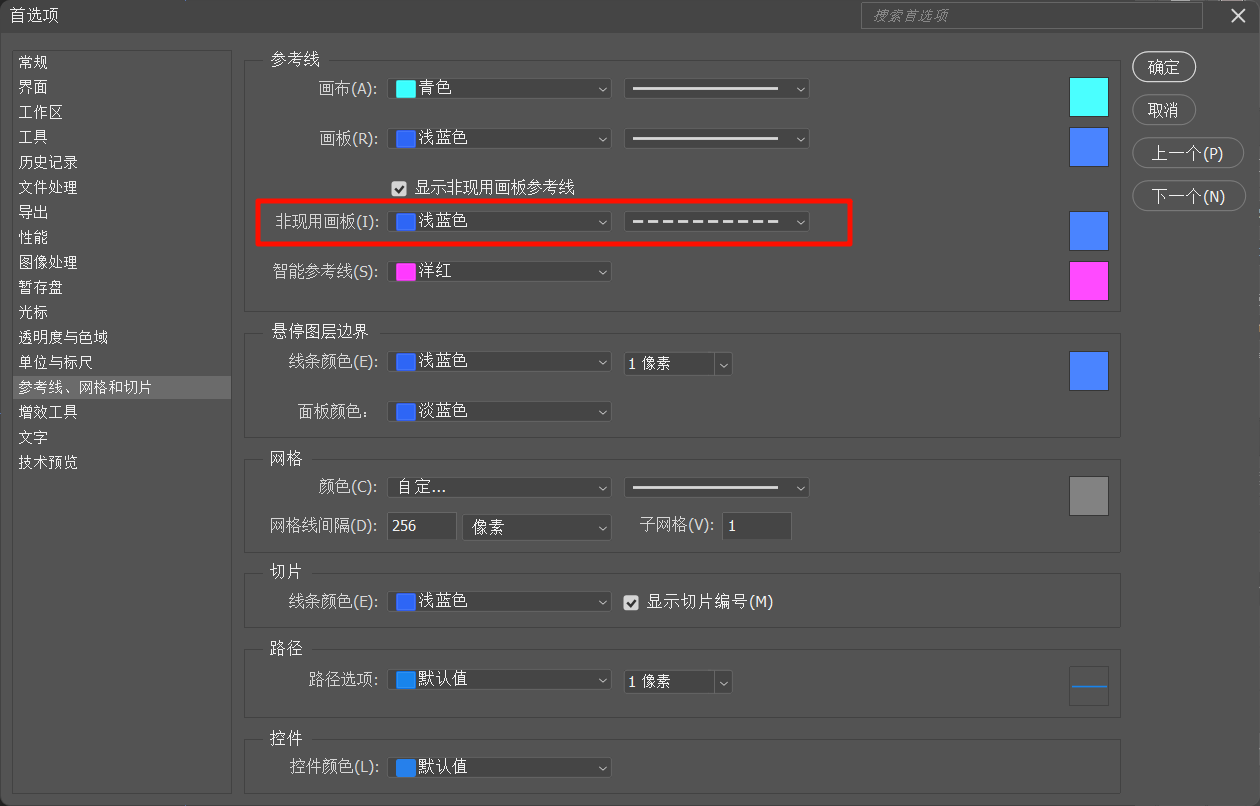 首选项
搜索首选项
常规
界面
工作区
工具
历史记录
文件处理
导出
性能
图像处理
暂存盘
光标
透明度与色域
单位与标尺
参考线、网格和切片
增效工具
文字
技术预览
参考线
画布(A): 青色
画板(R): 浅蓝色
显示非现用画板参考线
非现用画板(I): 浅蓝色
智能参考线(S): 洋红
悬停图层边界
线条颜色(E): 浅蓝色 1 像素
面板颜色: 淡蓝色
网格
颜色(C): 自定...
网格线间隔(D): 256 像素 子网格(V): 1
切片
线条颜色(E): 浅蓝色 显示切片编号(M)
路径
路径选项: 默认值 1 像素
控件
控件颜色(L): 默认值
确定
取消
上一个(P)
下一个(N)